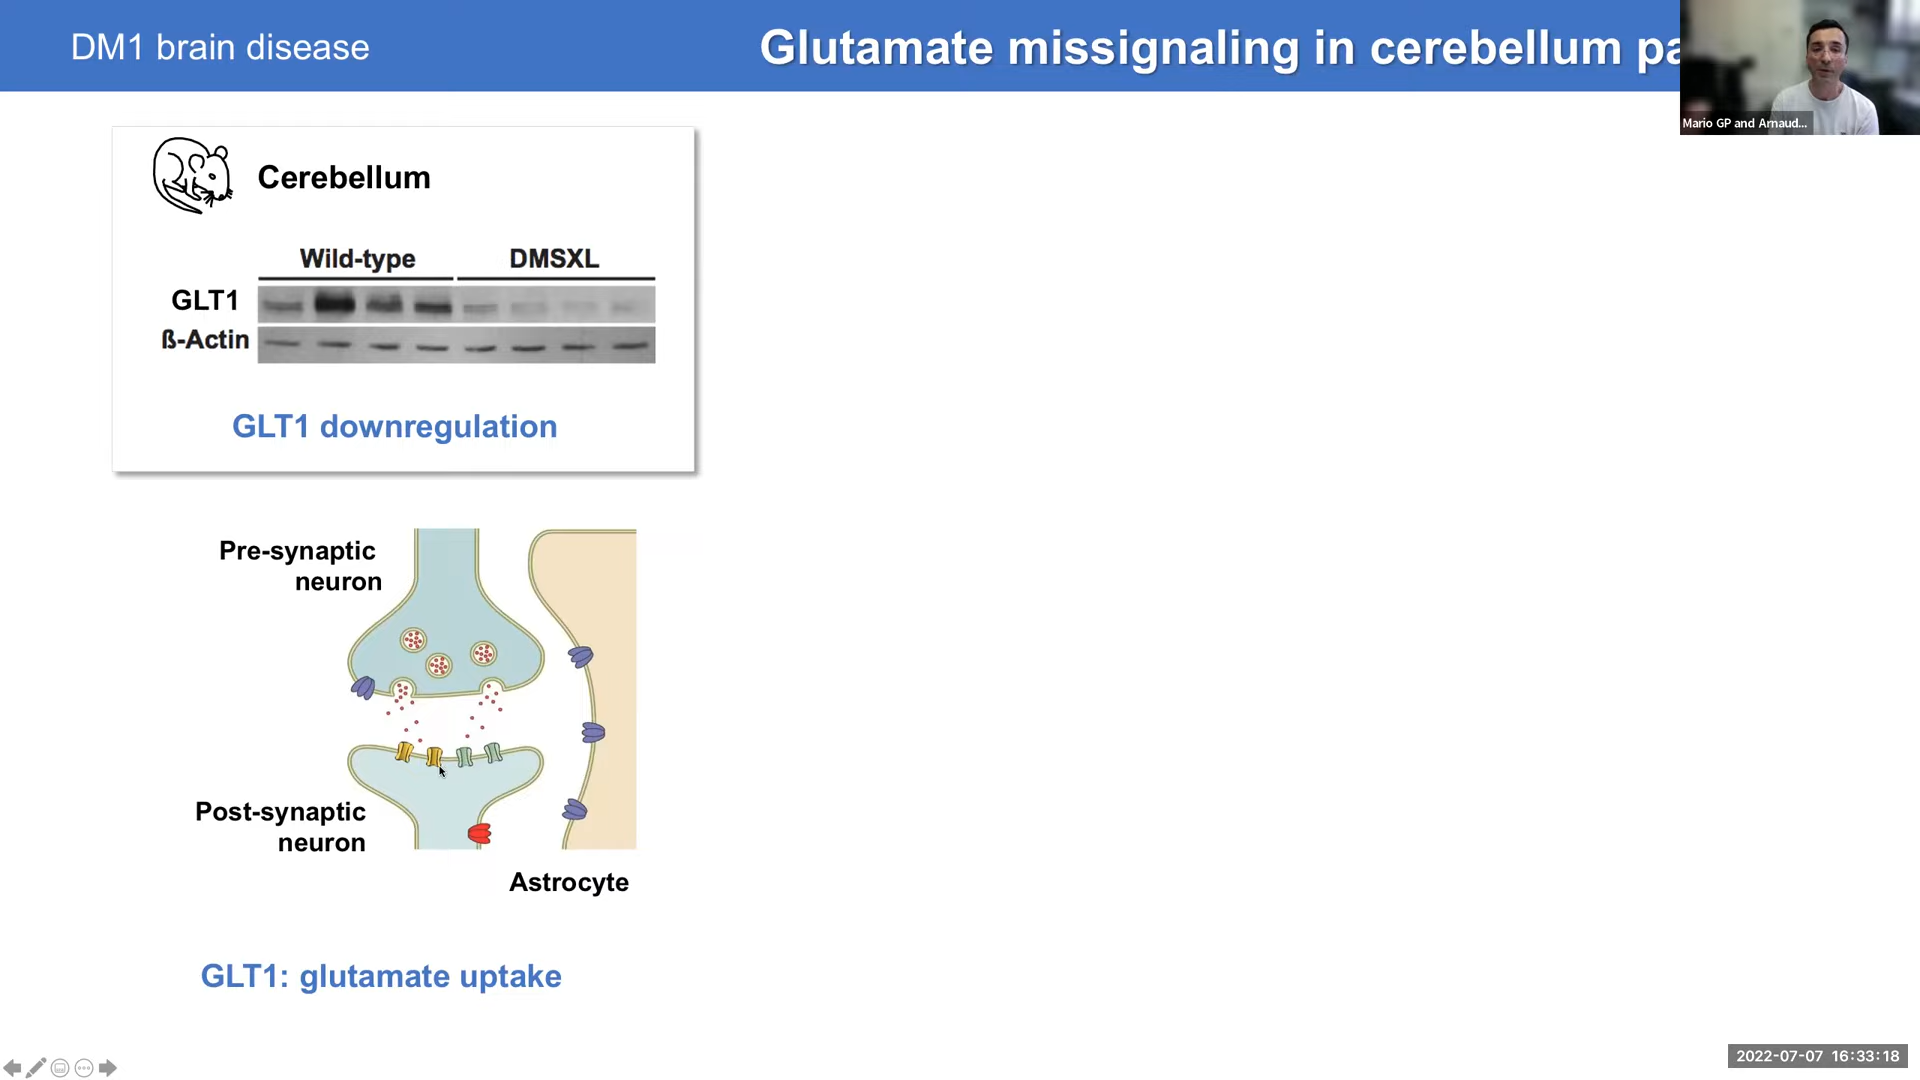 DM1 brain disease
Glutamate missignaling in cerebellum pa
Mario GP and Arnaud...
Cerebellum
Wild-type DMSXL
GLT1
ß-Actin
GLT1 downregulation
Pre-synaptic
neuron
Post-synaptic
neuron
Astrocyte
GLT1: glutamate uptake
2022-07-07 16:33:18